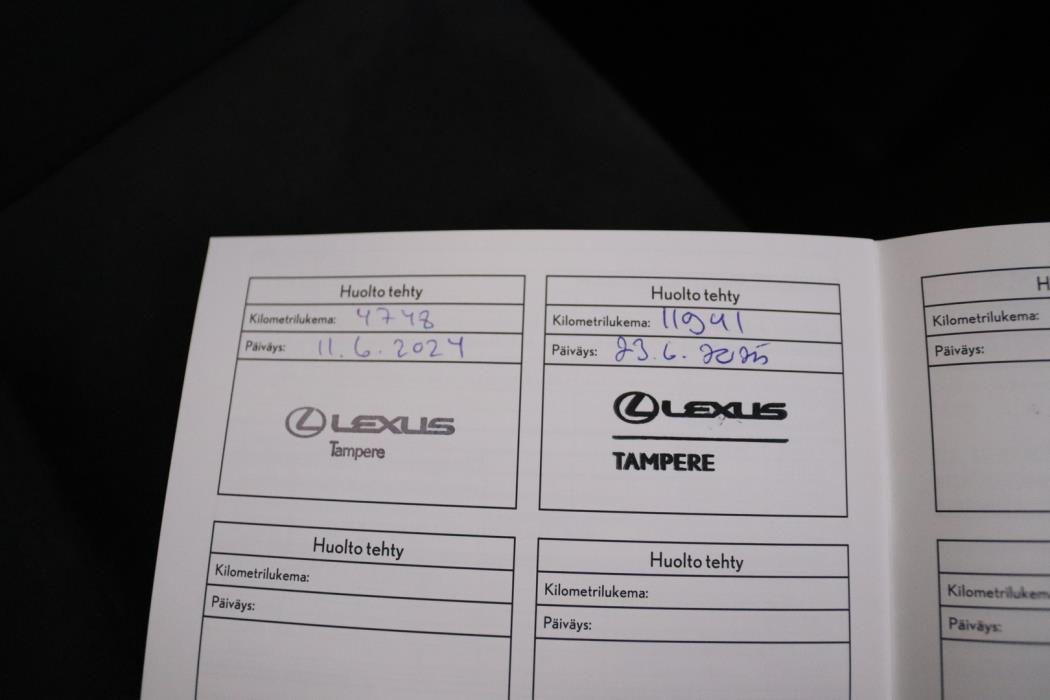 Huolto tehty
Kilometrilukema: 4748
Päiväys: 11.6.2024
LEXUS
Tampere
Huolto tehty
Kilometrilukema: 11941
Päiväys: 23.6.2025
LEXUS
TAMPERE
H
Kilometrilukema:
Päiväys:
Huolto tehty
Kilometrilukema:
Päiväys:
Huolto tehty
Kilometrilukema:
Päiväys:
Kilometrilukem
Päiväys: